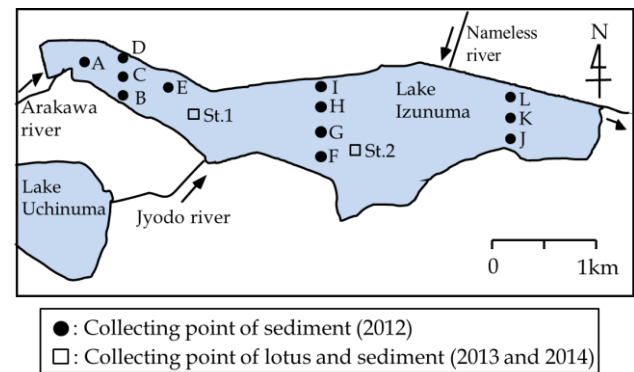 Nameless
river
N
D
A
C
E
B
Arakawa
river
St.1
I
H
G
F
Lake
Izunuma
St.2
L
K
J
Lake
Uchinuma
Jyodo river
0 1km
: Collecting point of sediment (2012)
: Collecting point of lotus and sediment (2013 and 2014)